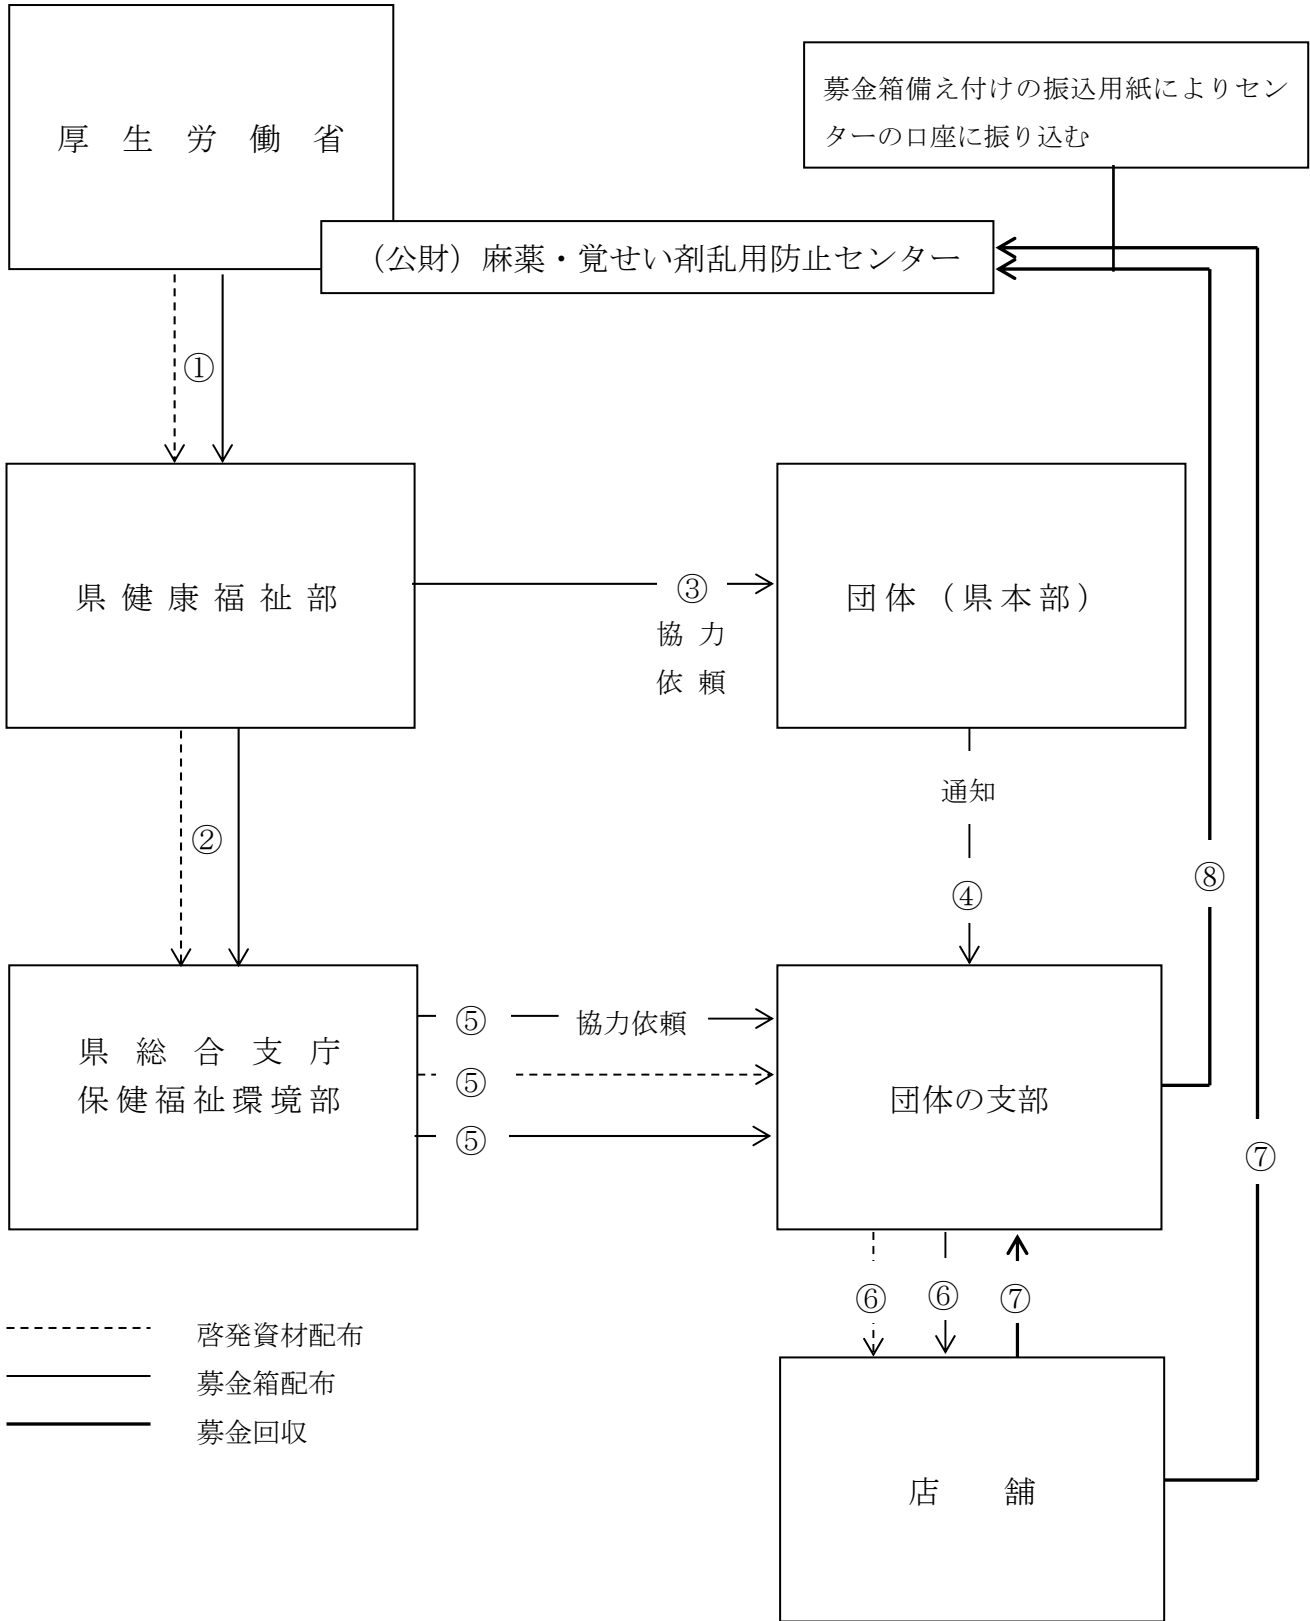 厚生労働省
募金箱備え付けの振込用紙によりセン
ターの口座に振り込む
（公財）麻薬・覚せい剤乱用防止センター
①
県健康福祉部
③
協力
依頼
団体（県本部）
②
通知
④
⑧
県総合支庁
保健福祉環境部
⑤
協力依頼
⑤
⑤
団体の支部
⑦
⑥
⑥
⑦
啓発資材配布
募金箱配布
募金回収
店舗